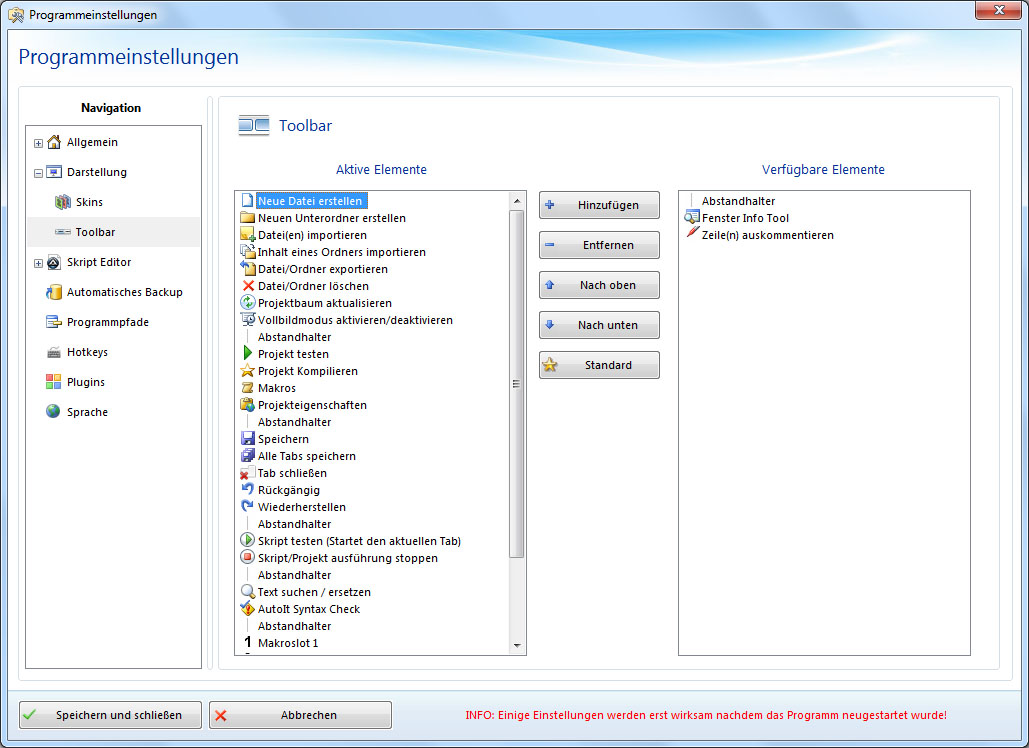 Programmeinstellungen
Programmeinstellungen
Navigation
Allgemein
Darstellung
Skins
Toolbar
Skript Editor
Automatisches Backup
Programmpfade
Hotkeys
Plugins
Sprache
Toolbar
Aktive Elemente
Neue Datei erstellen
Neuen Unterordner erstellen
Datei(en) importieren
Inhalt eines Ordners importieren
Datei/Ordner exportieren
Datei/Ordner löschen
Projektbaum aktualisieren
Vollbildmodus aktivieren/deaktivieren
Abstandhalter
Projekt testen
Projekt Kompilieren
Makros
Projekteigenschaften
Abstandhalter
Speichern
Alle Tabs speichern
Tab schließen
Rückgängig
Wiederherstellen
Abstandhalter
Skript testen (Startet den aktuellen Tab)
Skript/Projekt ausführung stoppen
Abstandhalter
Text suchen / ersetzen
AutoIt Syntax Check
Abstandhalter
1 Makroslot 1
Hinzufügen
Entfernen
Nach oben
Nach unten
Standard
Verfügbare Elemente
Abstandhalter
Fenster Info Tool
Zeile(n) auskommentieren
Speichern und schließen
Abbrechen
INFO: Einige Einstellungen werden erst wirksam nachdem das Programm neugestartet wurde!